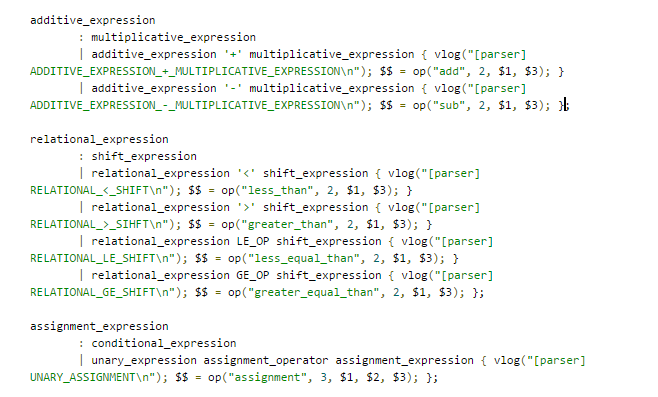 additive_expression
: multiplicative_expression
| additive_expression '+' multiplicative_expression { vlog("[parser]
ADDITIVE_EXPRESSION_+_MULTIPLICATIVE_EXPRESSION\n"); $$ = op("add", 2, $1, $3); }
| additive_expression '-' multiplicative_expression { vlog("[parser]
ADDITIVE_EXPRESSION_-_MULTIPLICATIVE_EXPRESSION\n"); $$ = op("sub", 2, $1, $3); };
relational_expression
: shift_expression
| relational_expression '<' shift_expression { vlog("[parser]
RELATIONAL_<_SHIFT\n"); $$ = op("less_than", 2, $1, $3); }
| relational_expression '>' shift_expression { vlog("[parser]
RELATIONAL_>_SIHFT\n"); $$ = op("greater_than", 2, $1, $3); }
| relational_expression LE_OP shift_expression { vlog("[parser]
RELATIONAL_LE_SHIFT\n"); $$ = op("less_equal_than", 2, $1, $3); }
| relational_expression GE_OP shift_expression { vlog("[parser]
RELATIONAL_GE_SHIFT\n"); $$ = op("greater_equal_than", 2, $1, $3); };
assignment_expression
: conditional_expression
| unary_expression assignment_operator assignment_expression { vlog("[parser]
UNARY_ASSIGNMENT\n"); $$ = op("assignment", 3, $1, $2, $3); };